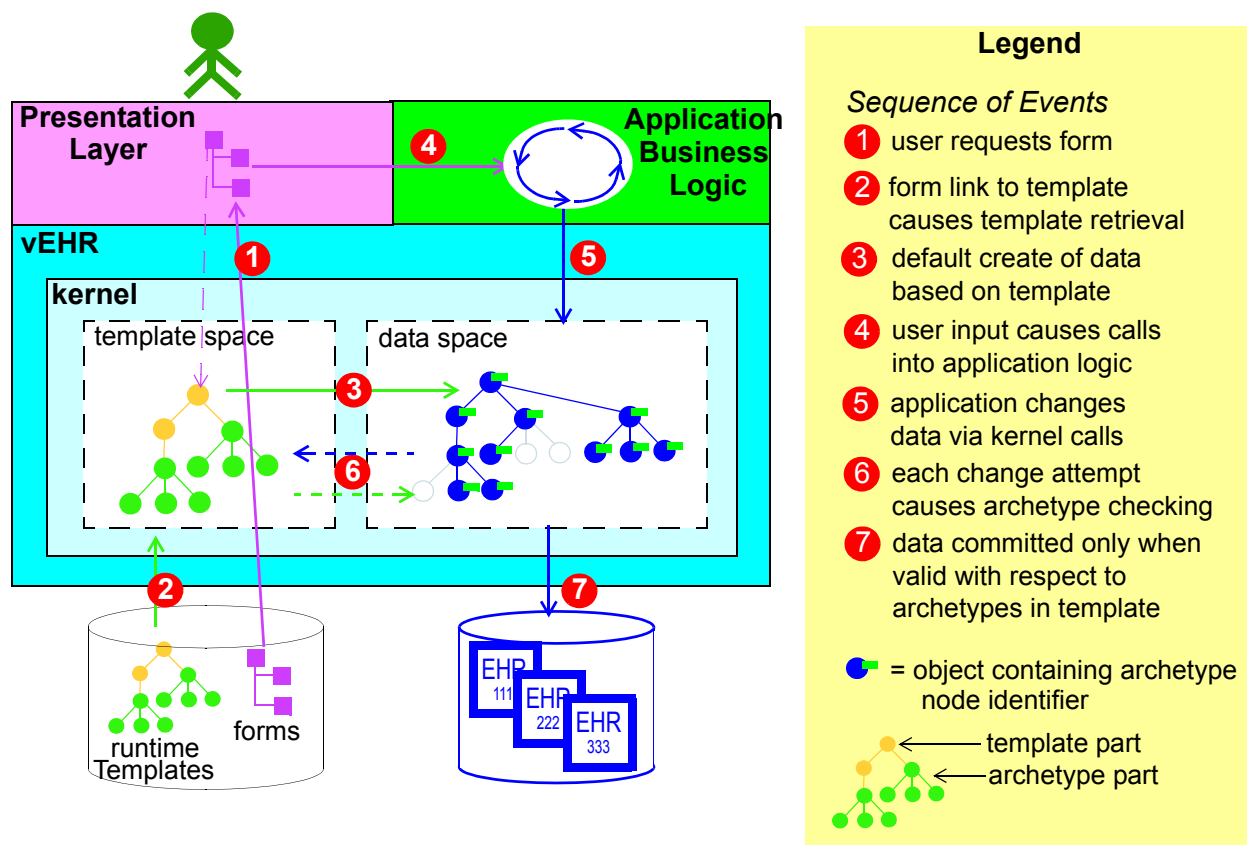 Presentation
Layer
Application
Business
Logic
4
vEHR
1
5
kernel
template space
data space
3
6
2
7
runtime
Templates
forms
EHR
111
EHR
222
EHR
333
Legend
Sequence of Events
1 user requests form
2 form link to template
causes template retrieval
3 default create of data
based on template
4 user input causes calls
into application logic
5 application changes
data via kernel calls
6 each change attempt
causes archetype checking
7 data committed only when
valid with respect to
archetypes in template
= object containing archetype
node identifier
template part
archetype part